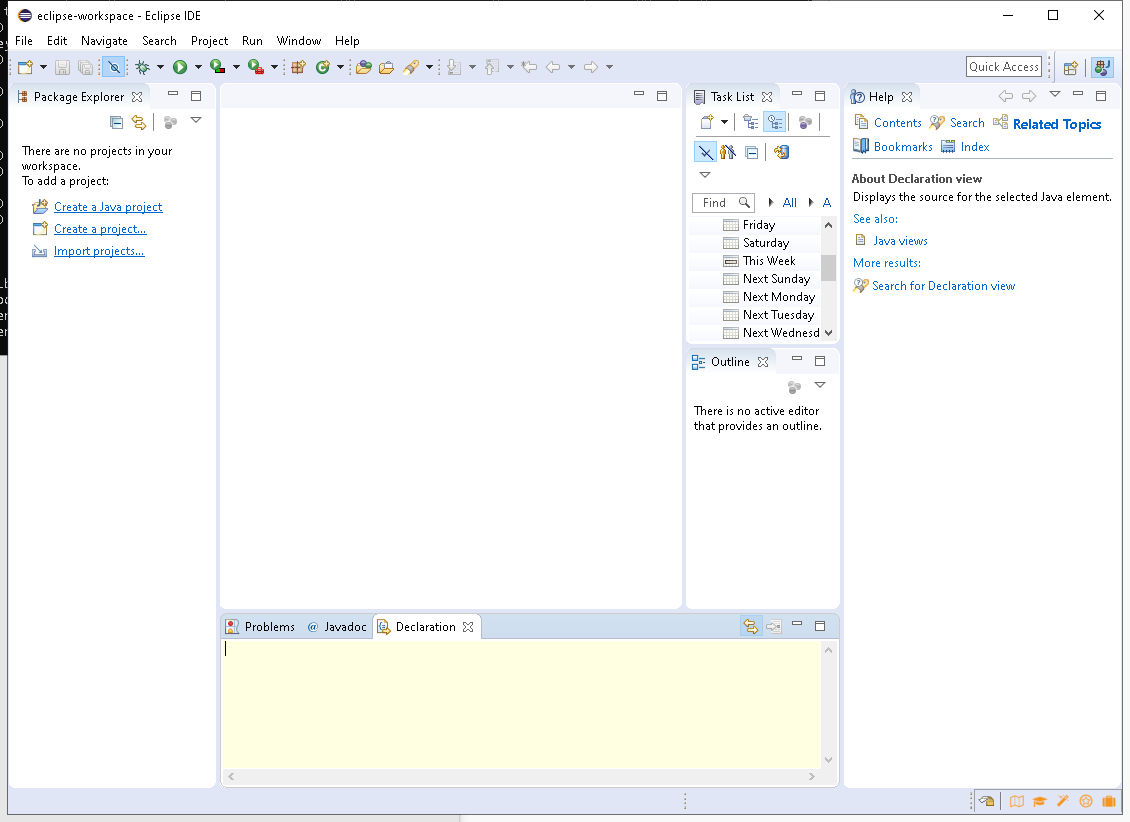 eclipse-workspace - Eclipse IDE
File Edit Navigate Search Project Run Window Help
Quick Access
Package Explorer
There are no projects in your
workspace.
To add a project:
Create a Java project
Create a project...
Import projects...
Task List
Find
All
A
Friday
Saturday
This Week
Next Sunday
Next Monday
Next Tuesday
Next Wednesd
Outline
There is no active editor
that provides an outline.
Help
Contents Search Related Topics
Bookmarks Index
About Declaration view
Displays the source for the selected Java element.
See also:
Java views
More results:
Search for Declaration view
Problems @ Javadoc Declaration